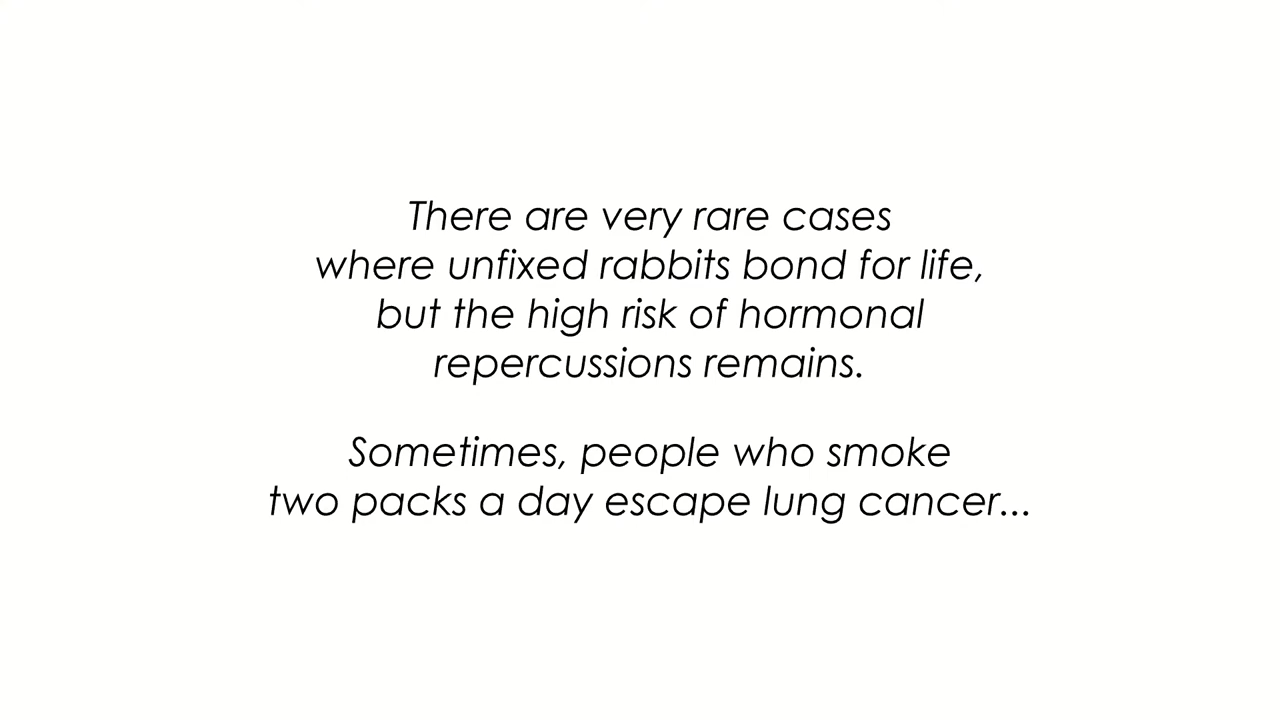 There are very rare cases
where unfixed rabbits bond for life,
but the high risk of hormonal
repercussions remains.
Sometimes, people who smoke
two packs a day escape lung cancer...